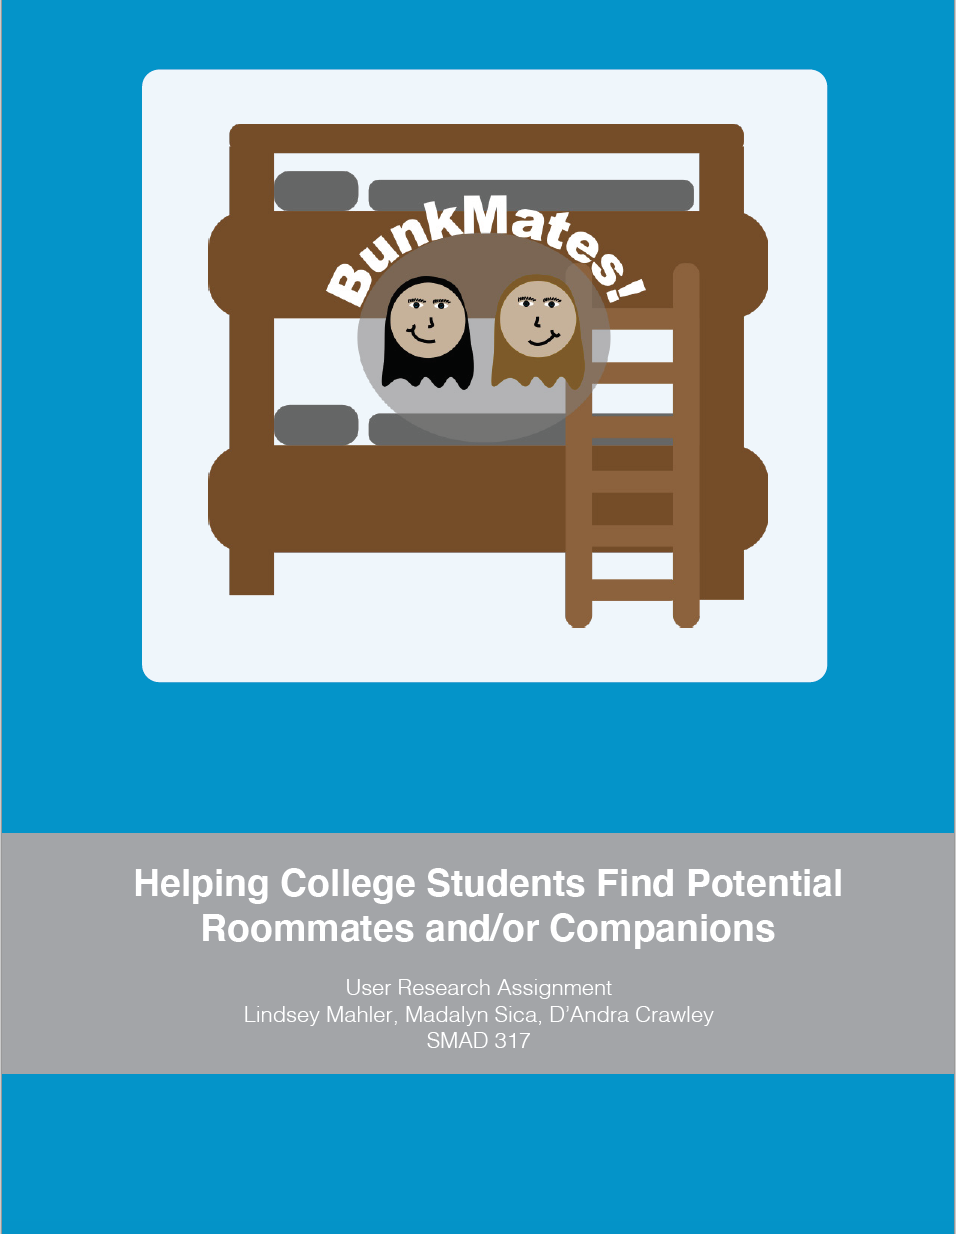 BunkMates!
Helping College Students Find Potential
Roommates and/or Companions
User Research Assignment
Lindsey Mahler, Madalyn Sica, D’Andra Crawley
SMAD 317